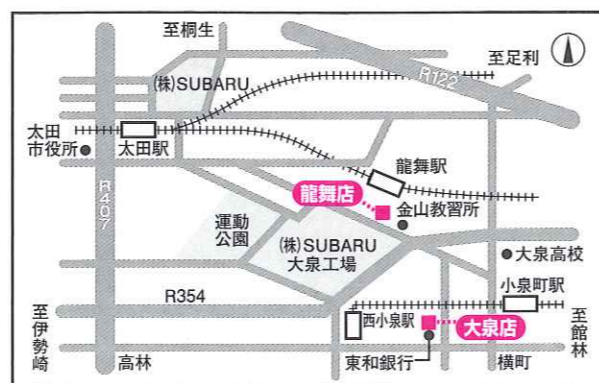 至桐生
至足利
(株)SUBARU
R122
太田
市役所
太田駅
R407
龍舞駅
龍舞店
金山教習所
運動
公園
(株)SUBARU
大泉工場
大泉高校
小泉町駅
R354
至伊勢崎
西小泉駅
大泉店
至館林
高林
東和銀行
横町